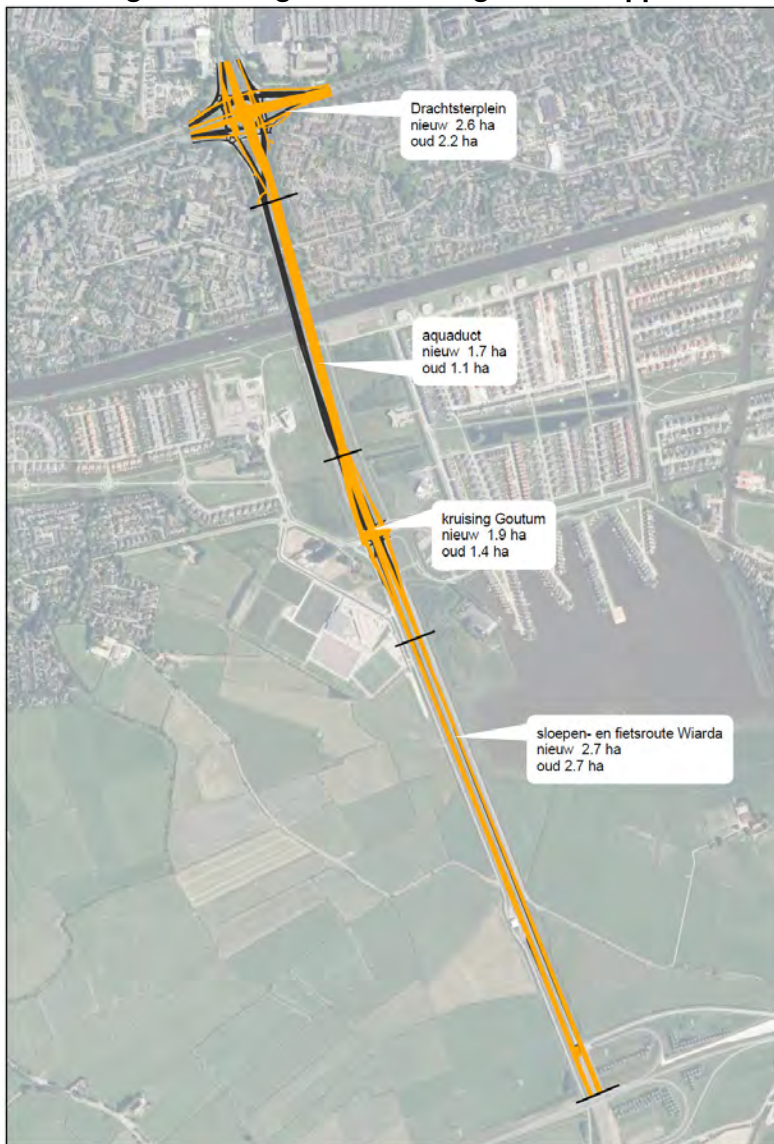 Drachtsterplein
nieuw 2.6 ha
oud 2.2 ha
aquaduct
nieuw 1.7 ha
oud 1.1 ha
kruising Goutum
nieuw 1.9 ha
oud 1.4 ha
sloepen- en fietsroute Wiarda
nieuw 2.7 ha
oud 2.7 ha